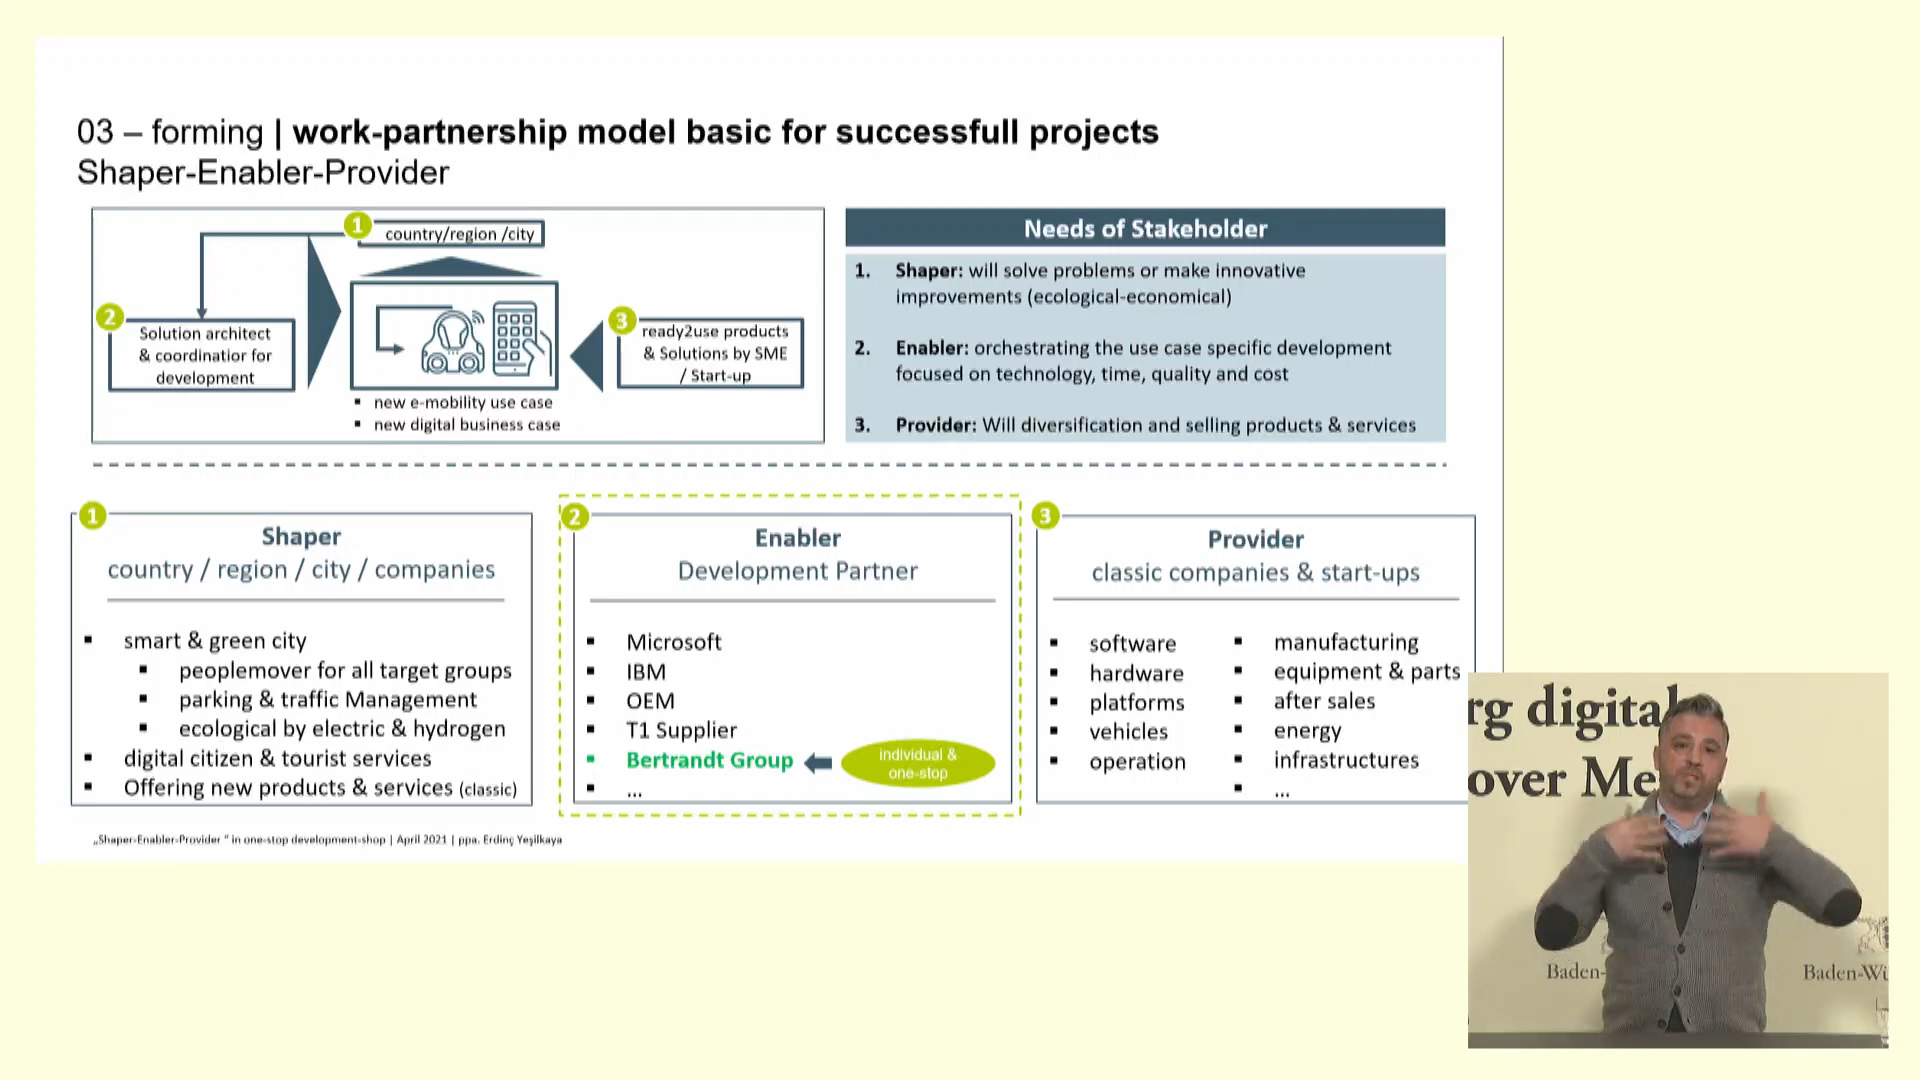 03 – forming | work-partnership model basic for successfull projects
Shaper-Enabler-Provider
1
country/region /city
2
Solution architect
& coordinatior for
development
3
ready2use products
& Solutions by SME
/ Start-up
▪ new e-mobility use case
▪ new digital business case
Needs of Stakeholder
1. Shaper: will solve problems or make innovative
improvements (ecological-economical)
2. Enabler: orchestrating the use case specific development
focused on technology, time, quality and cost
3. Provider: Will diversification and selling products & services
1
Shaper
country / region / city / companies
▪ smart & green city
▪ peoplemover for all target groups
▪ parking & traffic Management
▪ ecological by electric & hydrogen
▪ digital citizen & tourist services
▪ Offering new products & services (classic)
2
Enabler
Development Partner
▪ Microsoft
▪ IBM
▪ OEM
▪ T1 Supplier
▪ Bertrandt Group
▪ ...
individual &
one-stop
3
Provider
classic companies & start-ups
▪ software
▪ hardware
▪ platforms
▪ vehicles
▪ operation
▪ manufacturing
▪ equipment & parts
▪ after sales
▪ energy
▪ infrastructures
▪ ...
„Shaper-Enabler-Provider “ in one-stop development-shop | April 2021 | ppa. Erdinç Yeşilkaya
rg digital
over Me
Baden-
Baden-Wü